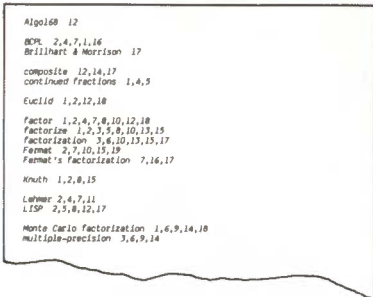 Algol68 12
BCPL 2,4,7,1,16
Brillhart & Morrison 17
composite 12,14,17
continued fractions 1,4,5
Euclid 1,2,12,18
factor 1,2,4,7,8,10,12,18
factorize 1,2,3,5,8,10,13,15
factorization 3,6,10,13,15,17
Fermat 2,7,10,15,19
Fermat's factorization 7,16,17
Knuth 1,2,8,15
Lehmer 2,4,7,11
LISP 2,5,8,12,17
Monte Carlo factorization 1,6,9,14,18
multiple-precision 3,6,9,14